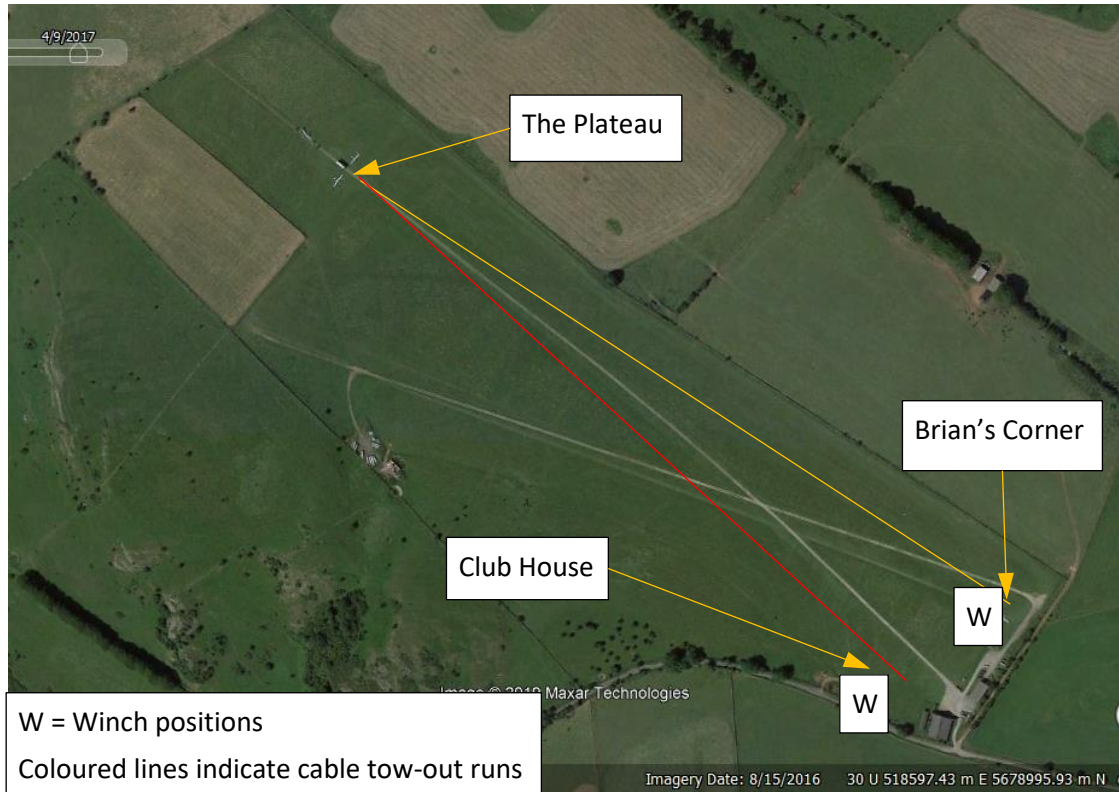 4/9/2017
The Plateau
Brian’s Corner
Club House
W
W
Image © 2019 Maxar Technologies
W = Winch positions
Coloured lines indicate cable tow-out runs
Imagery Date: 8/15/2016 30 U 518597.43 m E 5678995.93 m N